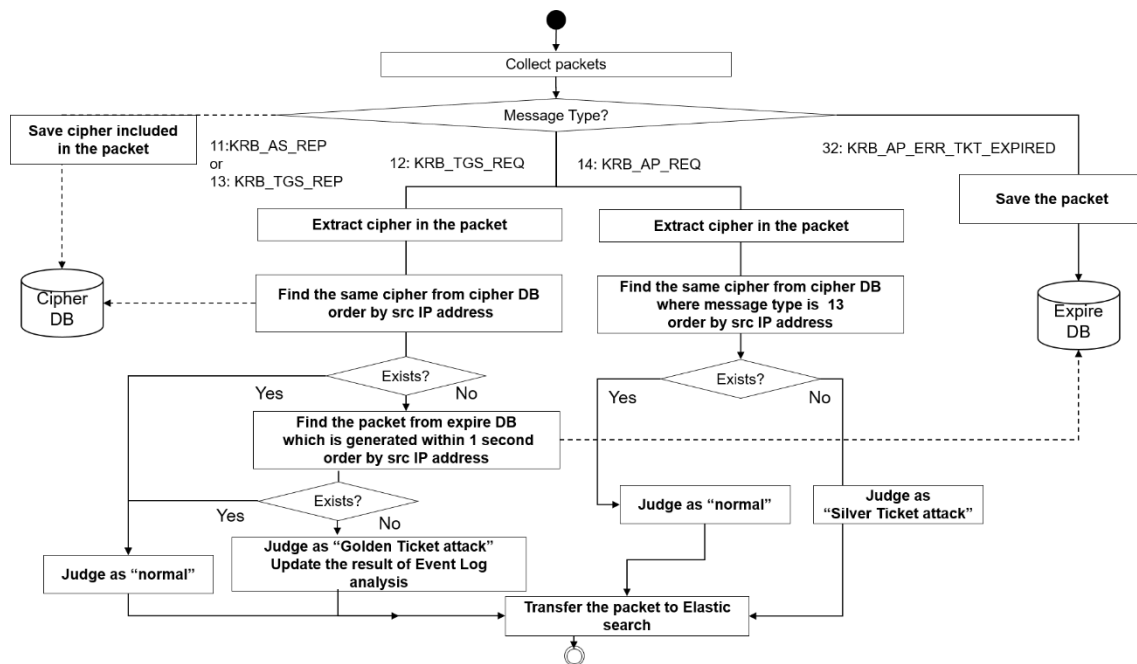 Collect packets
Message Type?
Save cipher included
in the packet
11:KRB_AS_REP
or
13: KRB_TGS_REP
12: KRB_TGS_REQ
14: KRB_AP_REQ
32: KRB_AP_ERR_TKT_EXPIRED
Save the packet
Extract cipher in the packet
Extract cipher in the packet
Cipher
DB
Find the same cipher from cipher DB
order by src IP address
Find the same cipher from cipher DB
where message type is 13
order by src IP address
Expire
DB
Exists?
Yes
No
Exists?
Yes
No
Find the packet from expire DB
which is generated within 1 second
order by src IP address
Exists?
Yes
No
Judge as “normal”
Judge as
“Silver Ticket attack”
Judge as “normal”
Judge as “Golden Ticket attack”
Update the result of Event Log
analysis
Transfer the packet to Elastic
search